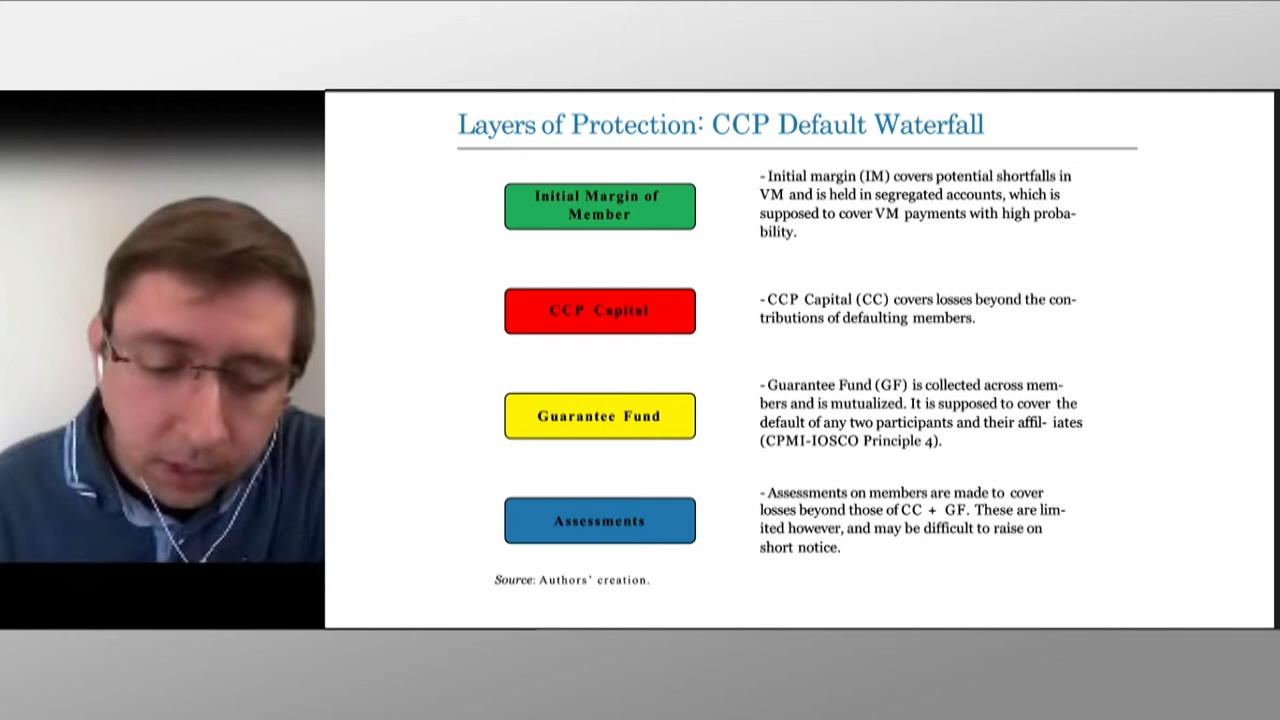 Layers of Protection: CCP Default Waterfall
Initial Margin of
Member
- Initial margin (IM) covers potential shortfalls in
VM and is held in segregated accounts, which is
supposed to cover VM payments with high proba-
bility.
CCP Capital
- CCP Capital (CC) covers losses beyond the con-
tributions of defaulting members.
Guarantee Fund
- Guarantee Fund (GF) is collected across mem-
bers and is mutualized. It is supposed to cover the
default of any two participants and their affil- iates
(CPMI-IOSCO Principle 4).
Assessments
- Assessments on members are made to cover
losses beyond those of CC + GF. These are lim-
ited however, and may be difficult to raise on
short notice.
Source: Authors' creation.